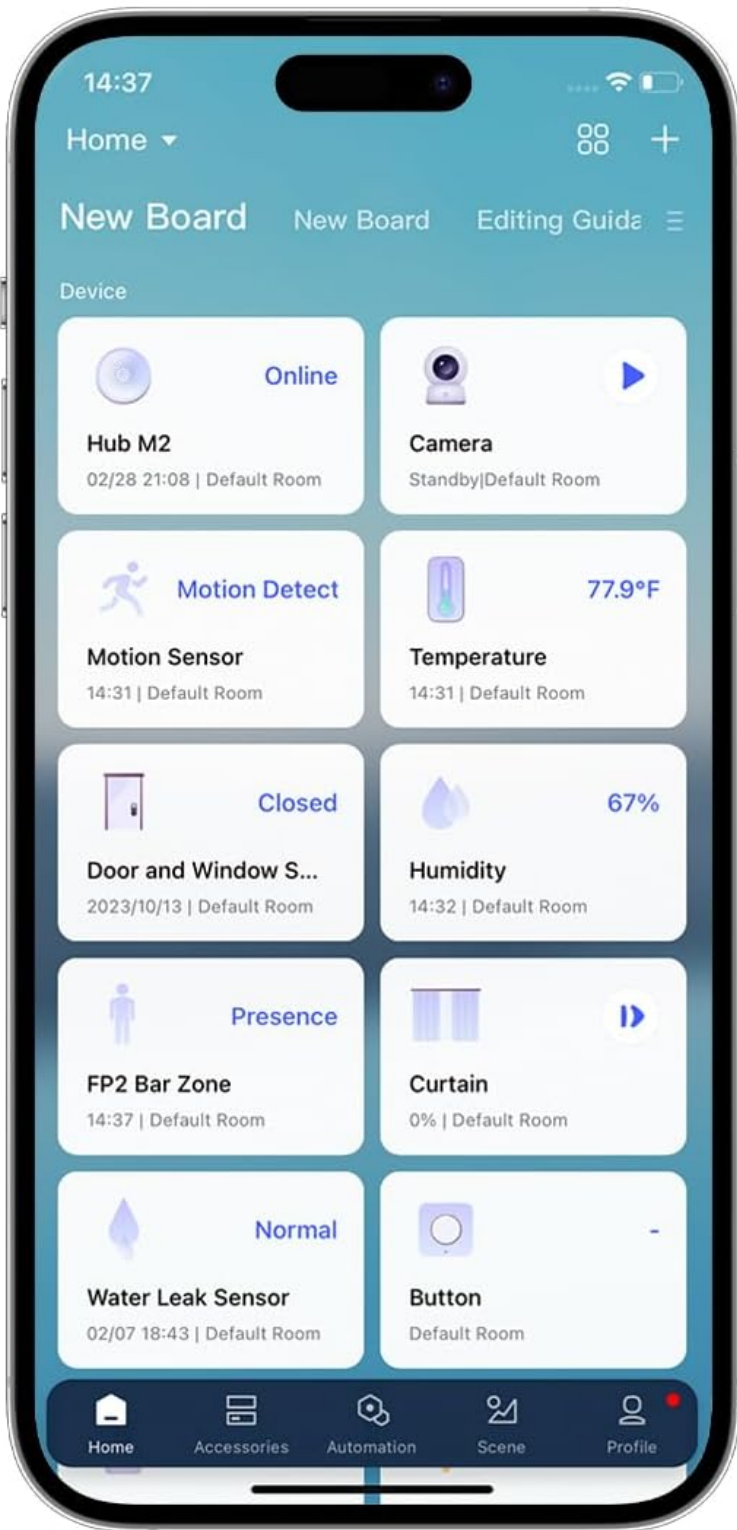 14:37
Home
New Board New Board Editing Guida
Device
Online
Hub M2
02/28 21:08 | Default Room
Camera
Standby|Default Room
Motion Detect
Motion Sensor
14:31 | Default Room
77.9°F
Temperature
14:31 | Default Room
Closed
Door and Window S...
2023/10/13 | Default Room
67%
Humidity
14:32 | Default Room
Presence
FP2 Bar Zone
14:37 | Default Room
Curtain
0% | Default Room
Normal
Water Leak Sensor
02/07 18:43 | Default Room
-
Button
Default Room
Home Accessories Automation Scene Profile